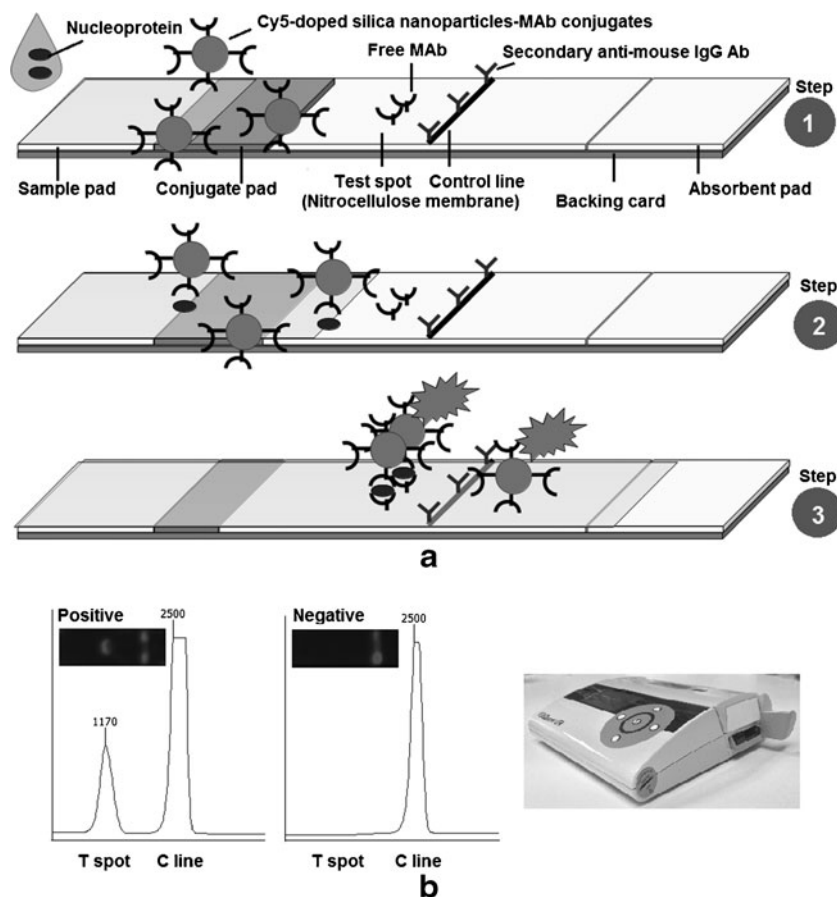 Nucleoprotein
Cy5-doped silica nanoparticles-MAb conjugates
Free MAb
Secondary anti-mouse IgG Ab
Step
1
Sample pad
Conjugate pad
Test spot
(Nitrocellulose membrane)
Control line
Backing card
Absorbent pad
Step
2
Step
3
a
Positive
2500
1170
T spot
C line
Negative
2500
T spot
C line
b